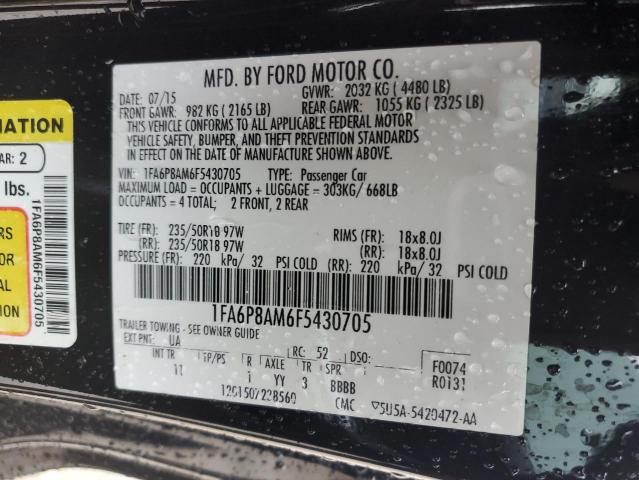 MFD. BY FORD MOTOR CO.
DATE: 07/15 GVWR: 2032 KG ( 4480 LB)
FRONT GAWR: 982 KG ( 2165 LB) REAR GAWR: 1055 KG ( 2325 LB)
THIS VEHICLE CONFORMS TO ALL APPLICABLE FEDERAL MOTOR
VEHICLE SAFETY, BUMPER, AND THEFT PREVENTION STANDARDS
IN EFFECT ON THE DATE OF MANUFACTURE SHOWN ABOVE.
VIN: 1FA6P8AM6F5430705 TYPE: Passenger Car
MAXIMUM LOAD = OCCUPANTS + LUGGAGE = 303KG/ 668LB
OCCUPANTS = 4 TOTAL; 2 FRONT, 2 REAR
TIRE (FR): 235/50R18 97W RIMS (FR): 18x8.0J
(RR): 235/50R18 97W (RR): 18x8.0J
PRESSURE (FR): 220 kPa/ 32 PSI COLD (RR): 220 kPa/ 32 PSI COLD
1FA6P8AM6F5430705
TRAILER TOWING - SEE OWNER GUIDE
EXT PNT: UA RC: 52 DSO: F0074
INT TR TP/PS R AXLE TR SPR R0131
11 1 YY 3 BBBB
CMC 5U5A-5420472-AA
MATION
AR: 2
lbs.
RS
OR
AL
S
1FA6P8AM6F5430705